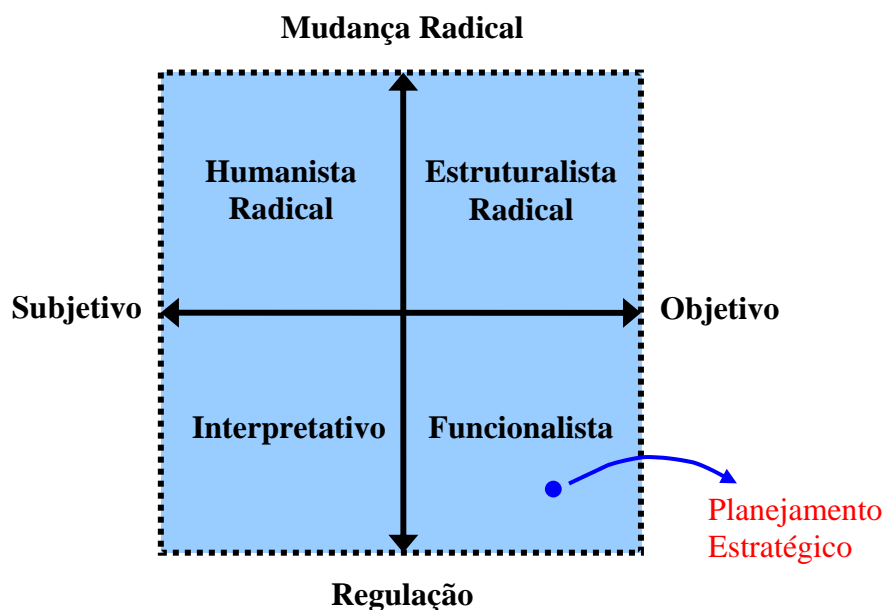 Mudança Radical
Humanista
Radical
Estruturalista
Radical
Subjetivo
Objetivo
Interpretativo
Funcionalista
Planejamento
Estratégico
Regulação